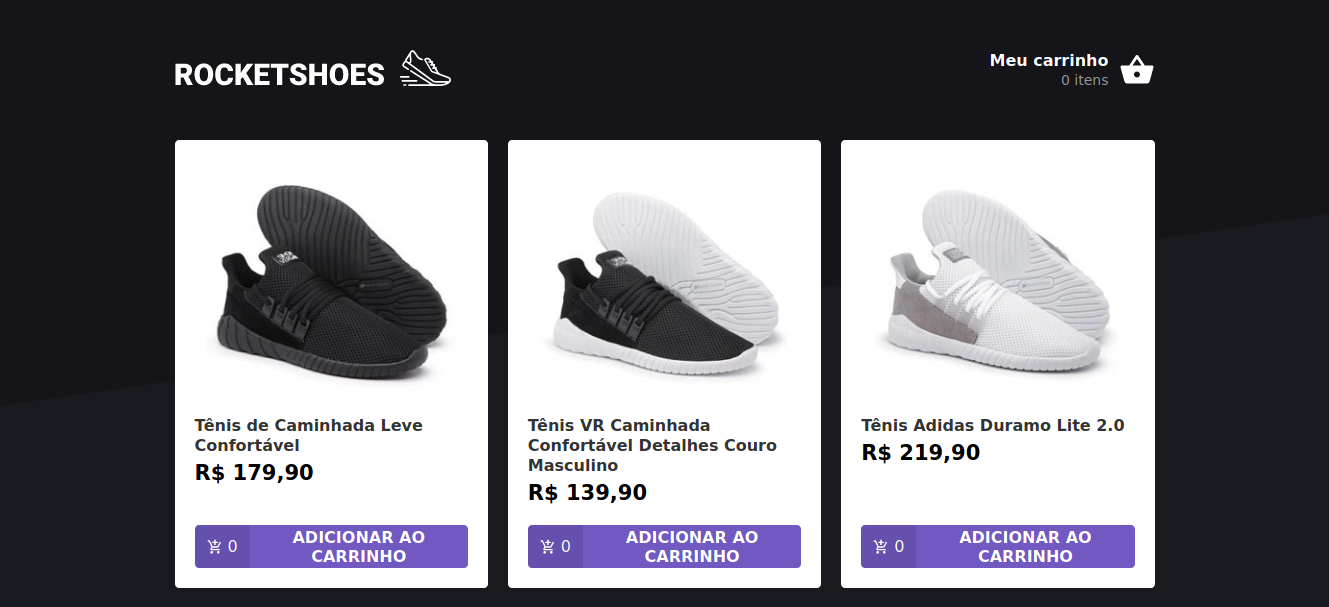 ROCKETSHOES
Meu carrinho
0 itens
Tênis de Caminhada Leve
Confortável
R$ 179,90
0
ADICIONAR AO
CARRINHO
Tênis VR Caminhada
Confortável Detalhes Couro
Masculino
R$ 139,90
0
ADICIONAR AO
CARRINHO
Tênis Adidas Duramo Lite 2.0
R$ 219,90
0
ADICIONAR AO
CARRINHO